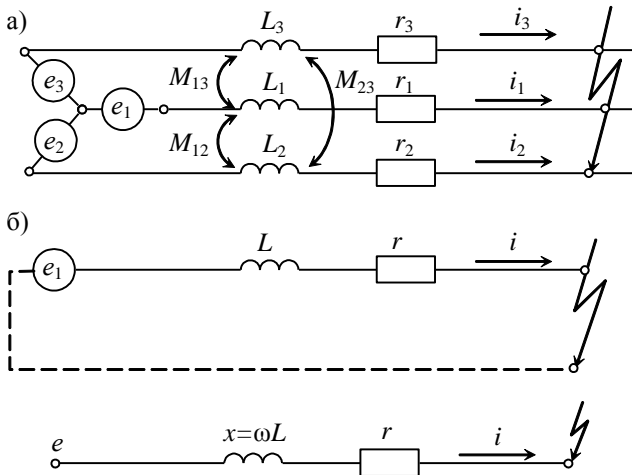 а)
L₃ r₃ i₃
e₃ M₁₃ L₁ M₂₃ r₁ i₁
e₁
e₂ M₁₂ L₂ r₂ i₂
б)
L r i
e₁
e x=ωL r i